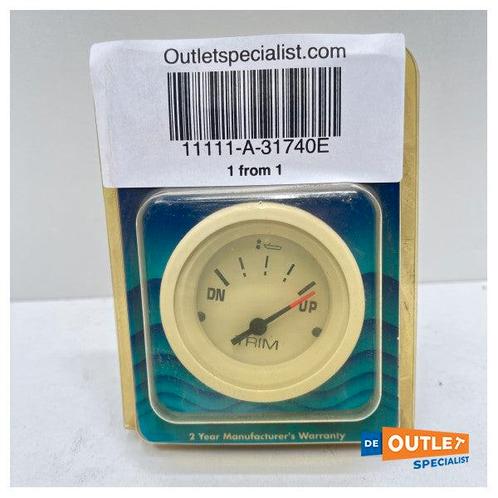 Outletspecialist.com
11111-A-31740E
1 from 1
DN
UP
TRIM
2 Year Manufacturer's Warranty
DE OUTLET
SPECIALIST